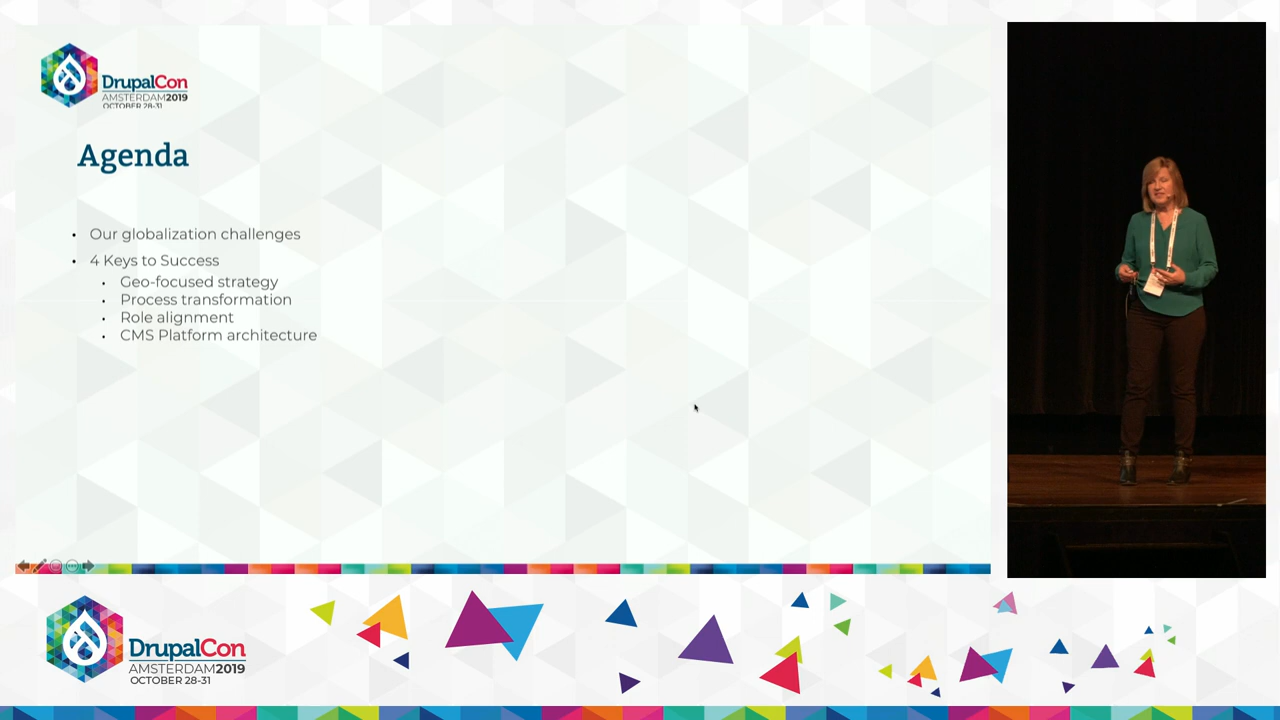 DrupalCon
AMSTERDAM2019
OCTOBER 28-31
Agenda
• Our globalization challenges
• 4 Keys to Success
• Geo-focused strategy
• Process transformation
• Role alignment
• CMS Platform architecture
DrupalCon
AMSTERDAM2019
OCTOBER 28-31